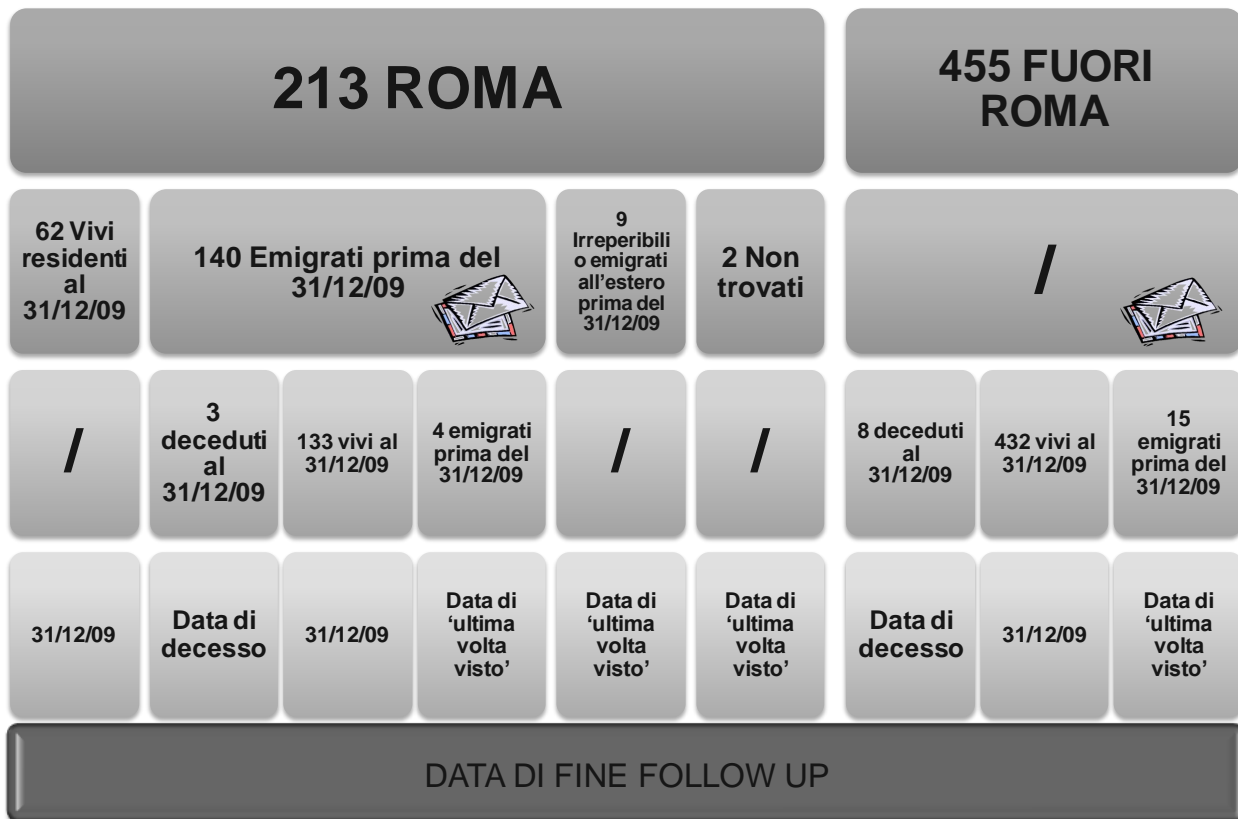 213 ROMA
455 FUORI
ROMA
62 Vivi
residenti
al
31/12/09
140 Emigrati prima del
31/12/09
9
Irreperibili
o emigrati
all’estero
prima del
31/12/09
2 Non
trovati
/
/
3
deceduti
al
31/12/09
133 vivi al
31/12/09
4 emigrati
prima del
31/12/09
/
/
8 deceduti
al
31/12/09
432 vivi al
31/12/09
15
emigrati
prima del
31/12/09
31/12/09
Data di
decesso
31/12/09
Data di
‘ultima
volta
visto’
Data di
‘ultima
volta
visto’
Data di
‘ultima
volta
visto’
Data di
decesso
31/12/09
Data di
‘ultima
volta
visto’
DATA DI FINE FOLLOW UP